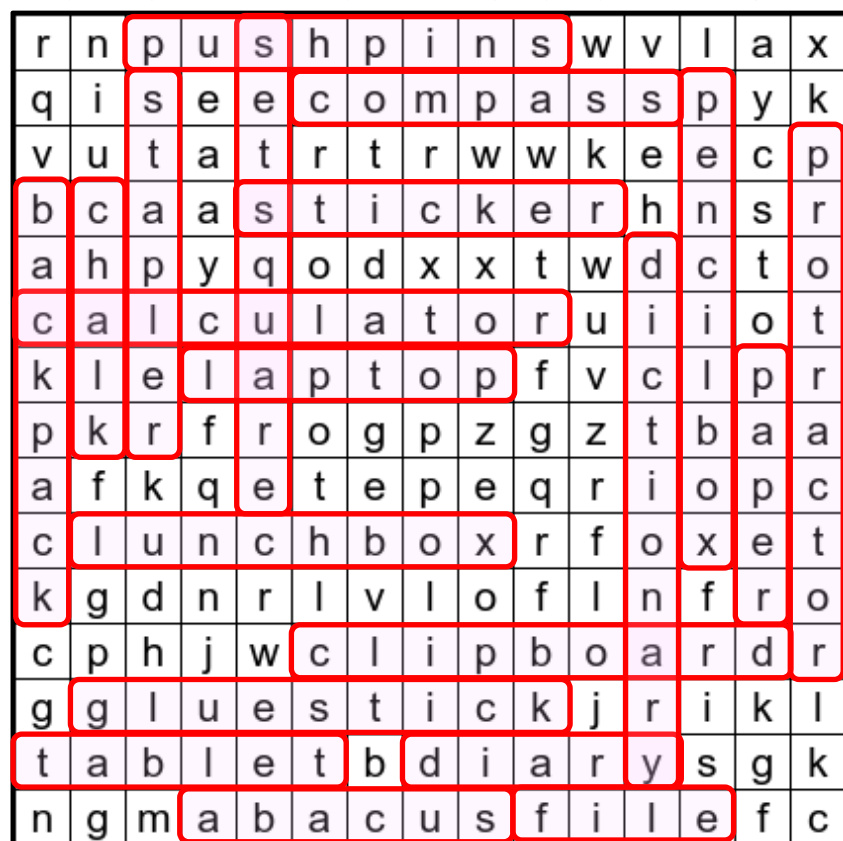 r n p u s h p i n s w v l a x
q i s e e c o m p a s s p y k
v u t a t r t r w w k e e c p
b c a a s t i c k e r h n s r
a h p y q o d x x t w d c t o
c a l c u l a t o r u i i o t
k l e l a p t o p f v c l p r
p k r f r o g p z g z t b a a
a f k q e t e p e q r i o p c
c l u n c h b o x r f o x e t
k g d n r l v l o f l n f r o
c p h j w c l i p b o a r d r
g g l u e s t i c k j r i k l
t a b l e t b d i a r y s g k
n g m a b a c u s f i l e f c